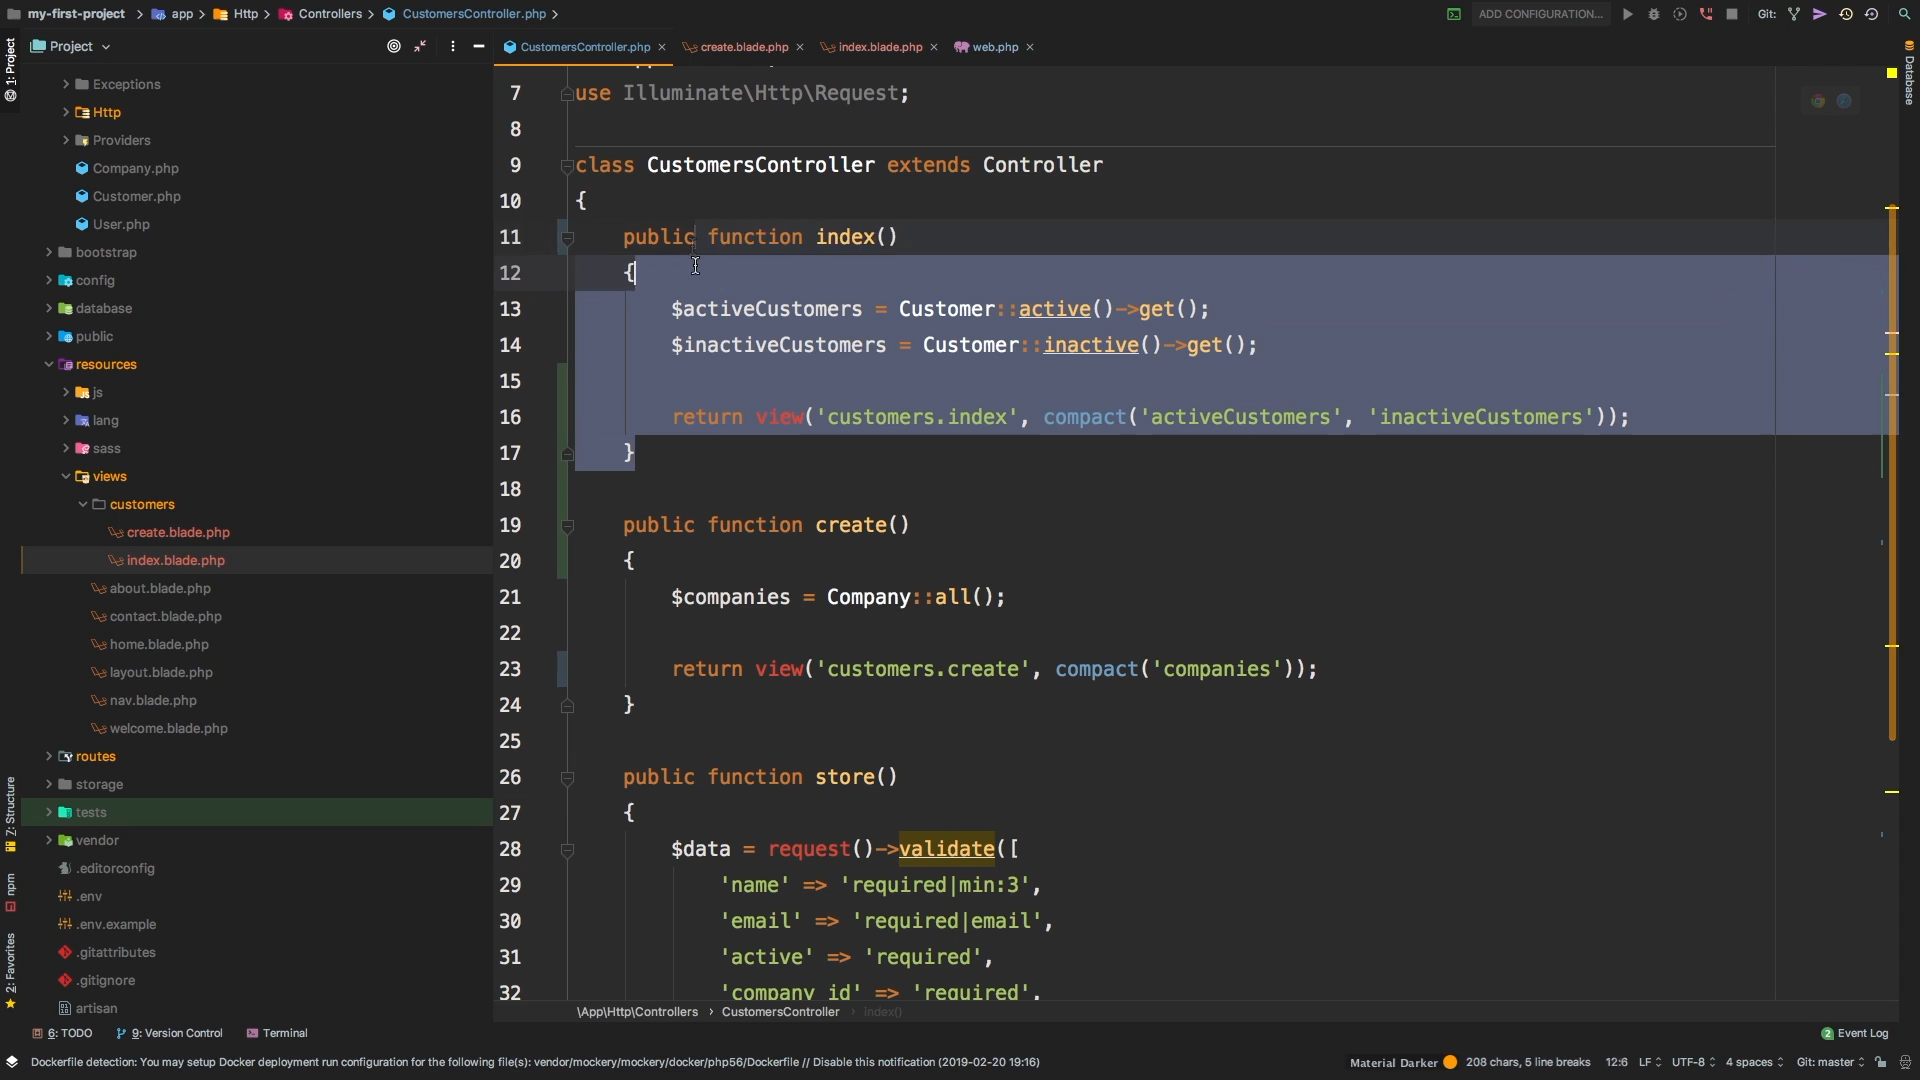 my-first-project
app
Http
Controllers
CustomersController.php
ADD CONFIGURATION...
Git:
1: Project
Project
CustomersController.php
create.blade.php
index.blade.php
web.php
Database
Exceptions
Http
Providers
Company.php
Customer.php
User.php
bootstrap
config
database
public
resources
js
lang
sass
views
customers
create.blade.php
index.blade.php
about.blade.php
contact.blade.php
home.blade.php
layout.blade.php
nav.blade.php
welcome.blade.php
routes
storage
tests
vendor
.editorconfig
.env
.env.example
.gitattributes
.gitignore
artisan
Z: Structure
npm
2: Favorites
7 use Illuminate\Http\Request;
8
9 class CustomersController extends Controller
10 {
11 public function index()
12 {
13 $activeCustomers = Customer::active()->get();
14 $inactiveCustomers = Customer::inactive()->get();
15
16 return view('customers.index', compact('activeCustomers', 'inactiveCustomers'));
17 }
18
19 public function create()
20 {
21 $companies = Company::all();
22
23 return view('customers.create', compact('companies'));
24 }
25
26 public function store()
27 {
28 $data = request()->validate([
29 'name' => 'required|min:3',
30 'email' => 'required|email',
31 'active' => 'required',
32 'company_id' => 'required',
\App\Http\Controllers
CustomersController
index()
6: TODO
9: Version Control
Terminal
2 Event Log
Dockerfile detection: You may setup Docker deployment run configuration for the following file(s): vendor/mockery/mockery/docker/php56/Dockerfile // Disable this notification (2019-02-20 19:16)
Material Darker
208 chars, 5 line breaks
12:6
LF
UTF-8
4 spaces
Git: master